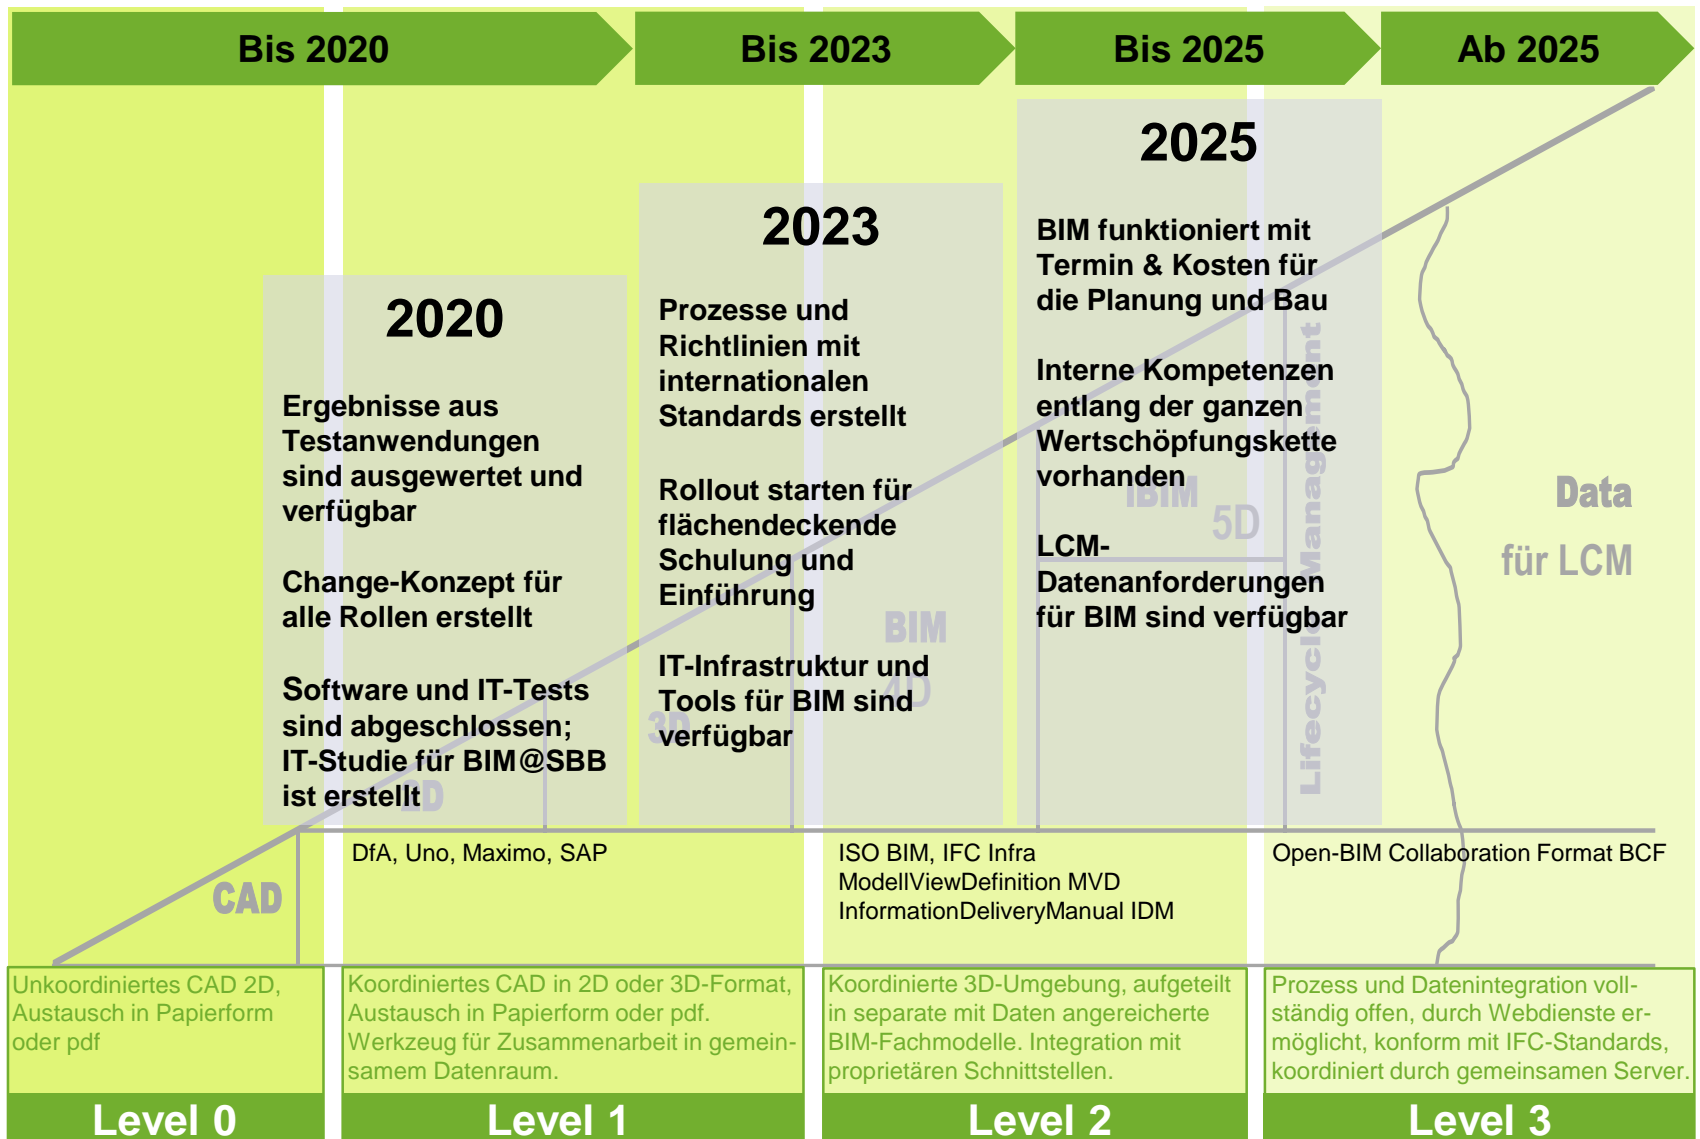 Bis 2020
Bis 2023
Bis 2025
Ab 2025
2020
Ergebnisse aus
Testanwendungen
sind ausgewertet und
verfügbar
Change-Konzept für
alle Rollen erstellt
Software und IT-Tests
sind abgeschlossen;
IT-Studie für BIM@SBB
ist erstellt
2023
Prozesse und
Richtlinien mit
internationalen
Standards erstellt
Rollout starten für
flächendeckende
Schulung und
Einführung
IT-Infrastruktur und
Tools für BIM sind
verfügbar
2025
BIM funktioniert mit
Termin & Kosten für
die Planung und Bau
Interne Kompetenzen
entlang der ganzen
Wertschöpfungskette
vorhanden
LCM-
Datenanforderungen
für BIM sind verfügbar
CAD
2D
3D
BIM
4D
IBIM
5D
Lifecycle Management
Data
für LCM
DfA, Uno, Maximo, SAP
ISO BIM, IFC Infra
ModellViewDefinition MVD
InformationDeliveryManual IDM
Open-BIM Collaboration Format BCF
Unkoordiniertes CAD 2D,
Austausch in Papierform
oder pdf
Level 0
Koordiniertes CAD in 2D oder 3D-Format,
Austausch in Papierform oder pdf.
Werkzeug für Zusammenarbeit in gemein-
samem Datenraum.
Level 1
Koordinierte 3D-Umgebung, aufgeteilt
in separate mit Daten angereicherte
BIM-Fachmodelle. Integration mit
proprietären Schnittstellen.
Level 2
Prozess und Datenintegration voll-
ständig offen, durch Webdienste er-
möglicht, konform mit IFC-Standards,
koordiniert durch gemeinsamen Server.
Level 3